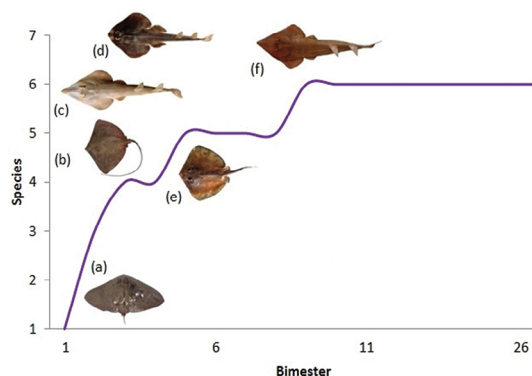 7
(d)
(f)
6
(c)
5
(b)
Species
4
(e)
3
(a)
2
1
1 6 11 26
Bimester